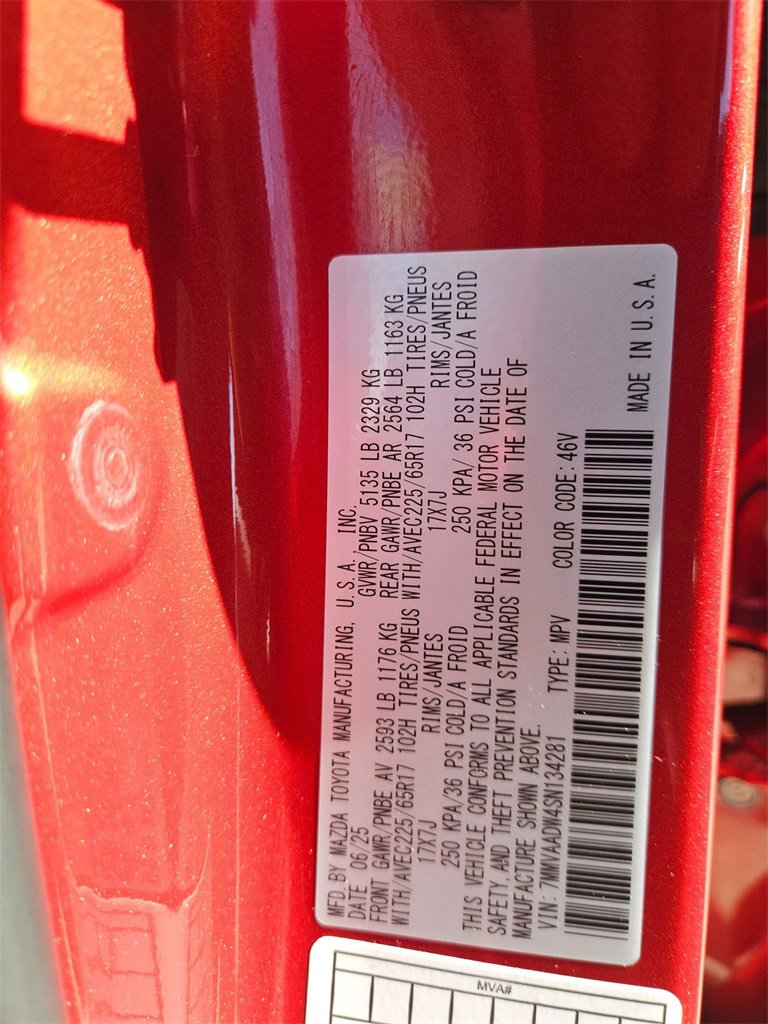 MFD.BY MAZDA TOYOTA MANUFACTURING, U.S.A., INC.
DATE 06/25 GVWR/PNBV 5135 LB 2329 KG
FRONT GAWR/PNBE AV 2593 LB 1176 KG REAR GAWR/PNBE AR 2564 LB 1163 KG
WITH/AVEC225/65R17 102H TIRES/PNEUS WITH/AVEC225/65R17 102H TIRES/PNEUS
17X7J RIMS/JANTES 17X7J RIMS/JANTES
250 KPA/36 PSI COLD/A FROID 250 KPA/36 PSI COLD/A FROID
THIS VEHICLE CONFORMS TO ALL APPLICABLE FEDERAL MOTOR VEHICLE
SAFETY,AND THEFT PREVENTION STANDARDS IN EFFECT ON THE DATE OF
MANUFACTURE SHOWN ABOVE.
VIN: 7MMVAADW4SN134281 TYPE: MPV COLOR CODE: 46V
MADE IN U.S.A.
MVA#